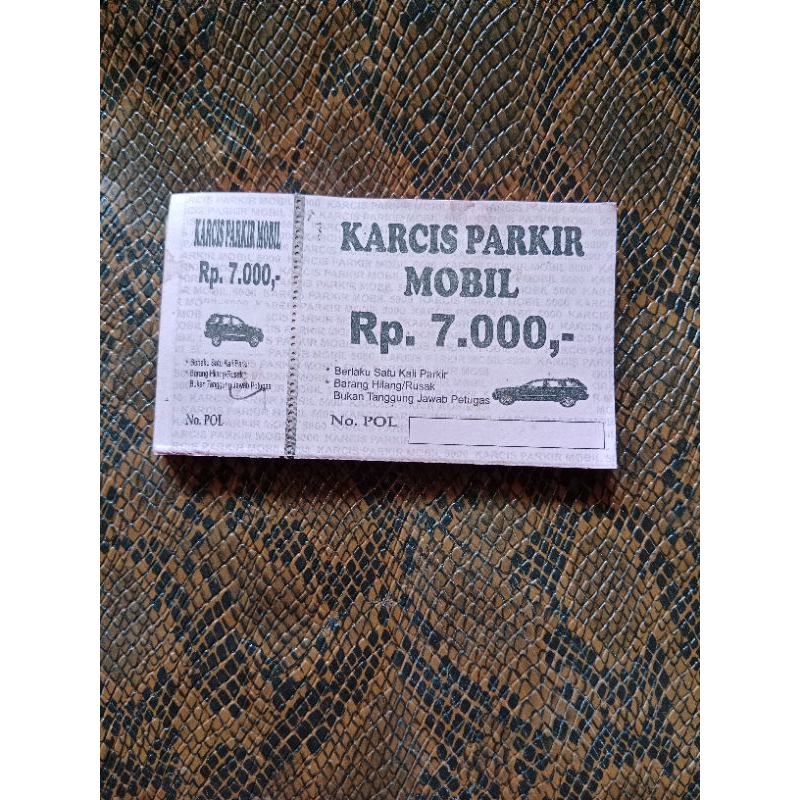 KARCIS PARKIR MOBIL
Rp. 7.000,-
* Berlaku Satu Kali Parkir
* Barang Hilang/Rusak
Bukan Tanggung Jawab Petugas
No. POL
KARCIS PARKIR
MOBIL
Rp. 7.000,-
* Berlaku Satu Kali Parkir
* Barang Hilang/Rusak
Bukan Tanggung Jawab Petugas
No. POL